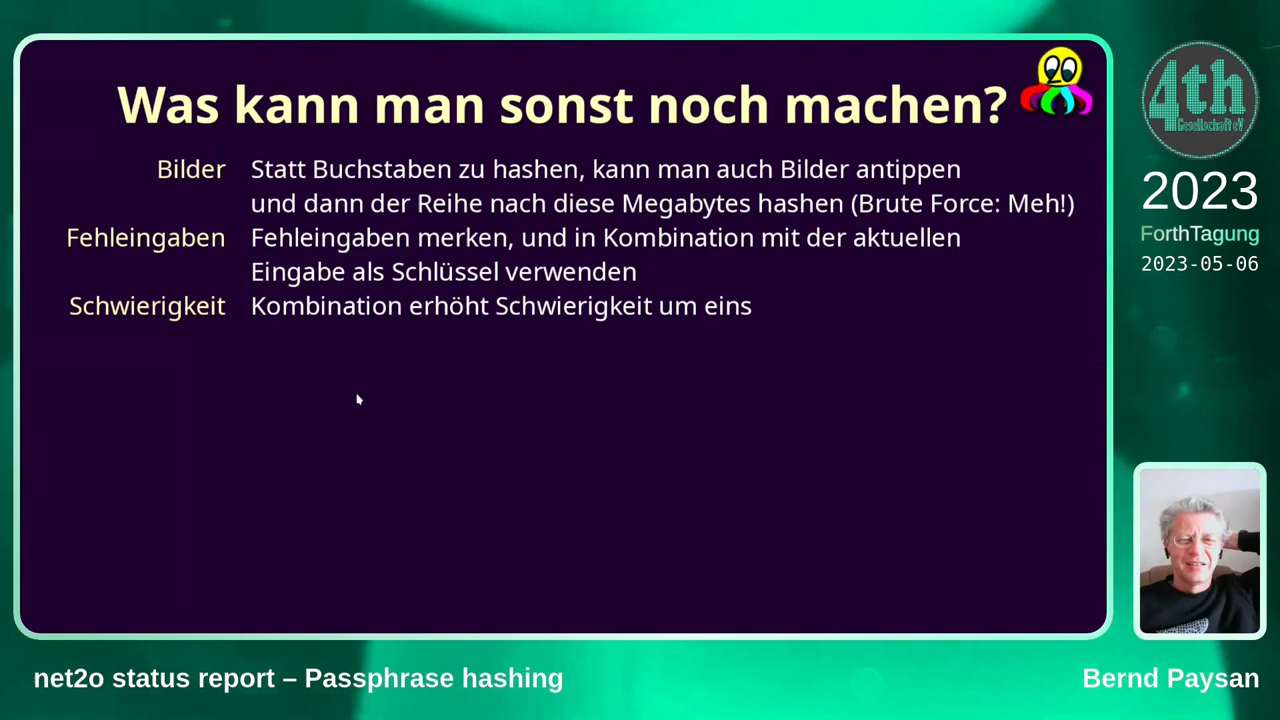 Was kann man sonst noch machen?
Bilder Statt Buchstaben zu hashen, kann man auch Bilder antippen
und dann der Reihe nach diese Megabytes hashen (Brute Force: Meh!)
Fehleingaben Fehleingaben merken, und in Kombination mit der aktuellen
Eingabe als Schlüssel verwenden
Schwierigkeit Kombination erhöht Schwierigkeit um eins
4th
Gesellschaft eV
2023
ForthTagung
2023-05-06
net2o status report – Passphrase hashing
Bernd Paysan